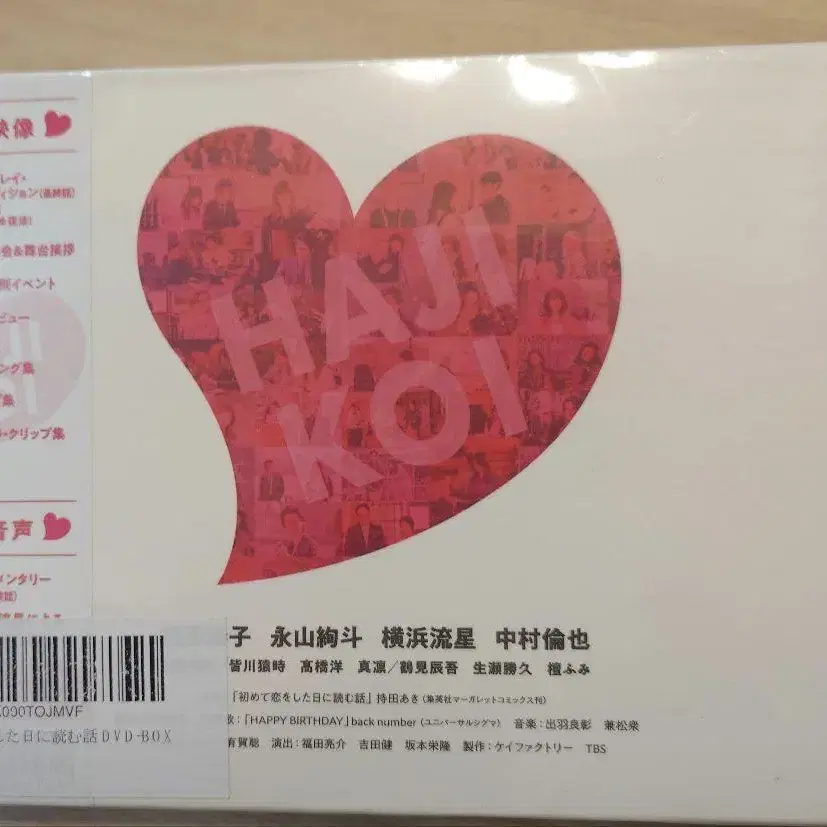 映像
レイ・
ィション(最終話)
会&舞台挨拶
イベント
ビュー
ング集
集
・クリップ集
音声
メンタリー
HAJI
KOI
子 永山絢斗 横浜流星 中村倫也
皆川猿時 高橋洋 真凛/鶴見辰吾 生瀬勝久 檀ふみ
「初めて恋をした日に読む話」持田あき(集英社マーガレットコミックス刊)
歌:「HAPPY BIRTHDAY」back number (ユニバーサルシグマ) 音楽:出羽良彰 兼松衆
有賀聡 演出:福田亮介 吉田健 坂本栄隆 製作:ケイファクトリー TBS
000TOJMVF
した日に読む話DVD-BOX